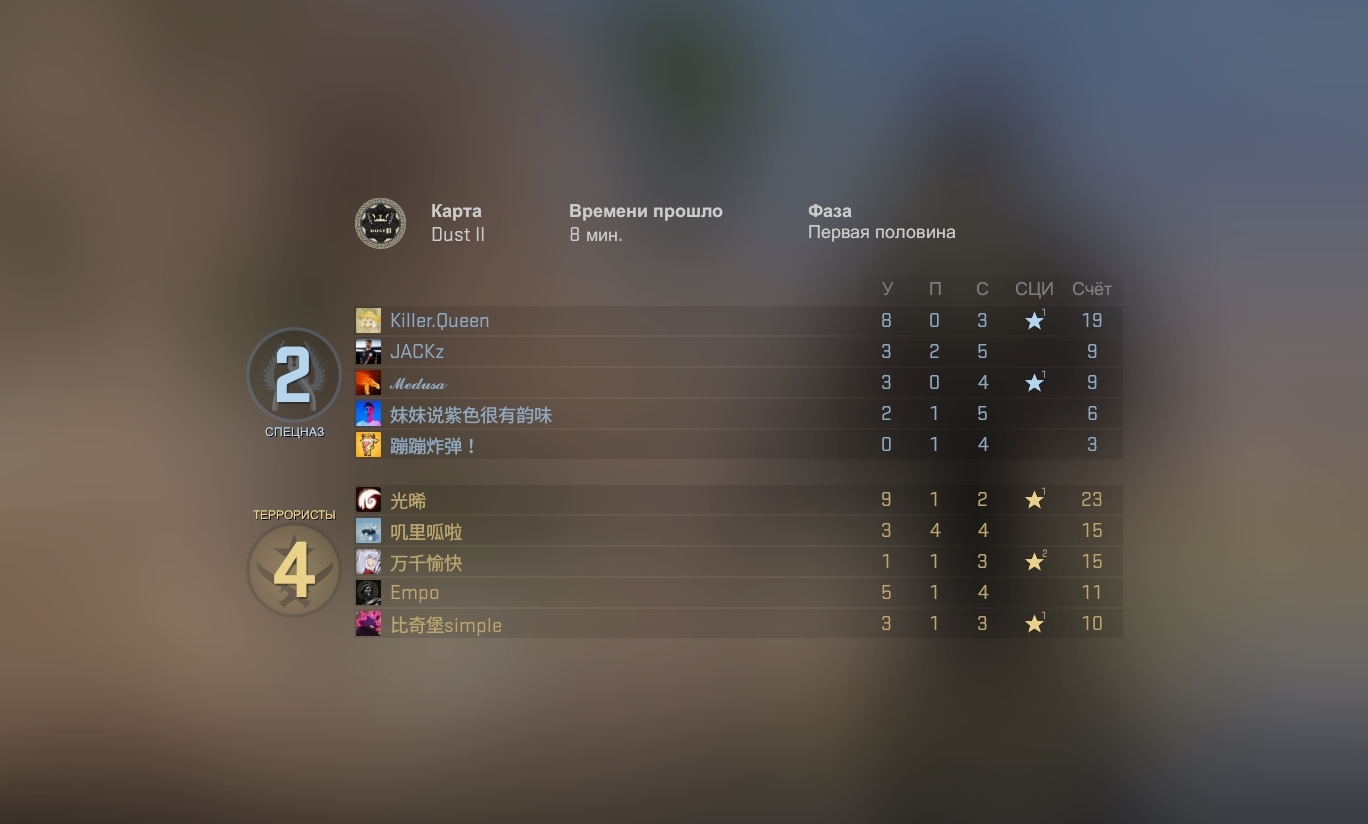 Карта Времени прошло Фаза
Dust II 8 мин. Первая половина
DUST II
У П С СЦИ Счёт
Killer.Queen 8 0 3 ★1 19
JACKz 3 2 5 9
𝓜𝓮𝓭𝓾𝓼𝓪 3 0 4 ★1 9
妹妹说紫色很有韵味 2 1 5 6
蹦蹦炸弹！ 0 1 4 3
2
СПЕЦНАЗ
光晞 9 1 2 ★1 23
叽里呱啦 3 4 4 15
万千愉快 1 1 3 ★2 15
Empo 5 1 4 11
比奇堡simple 3 1 3 ★1 10
ТЕРРОРИСТЫ
4